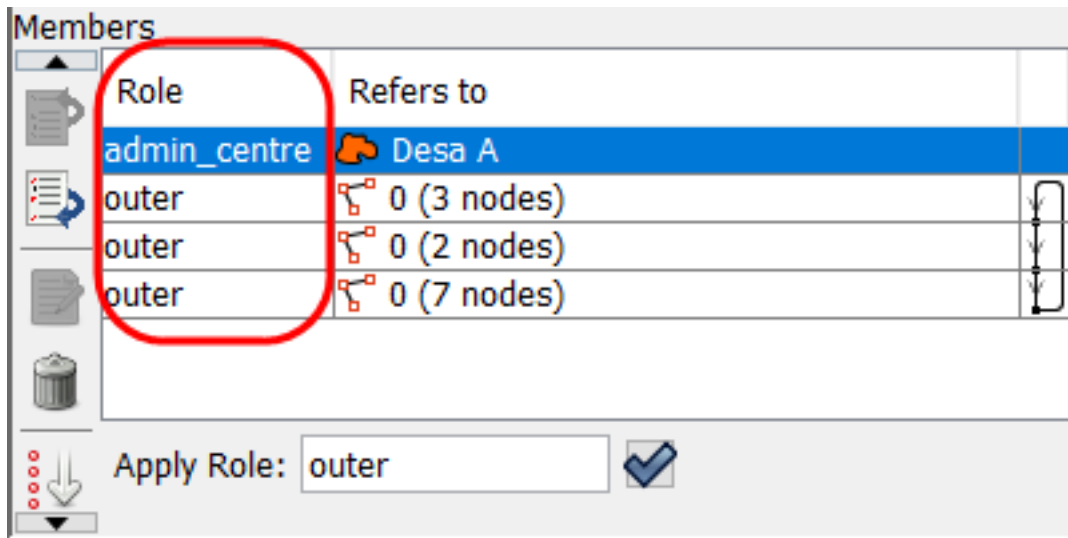 Members
Role Refers to
admin_centre Desa A
outer 0 (3 nodes)
outer 0 (2 nodes)
outer 0 (7 nodes)
Apply Role: outer